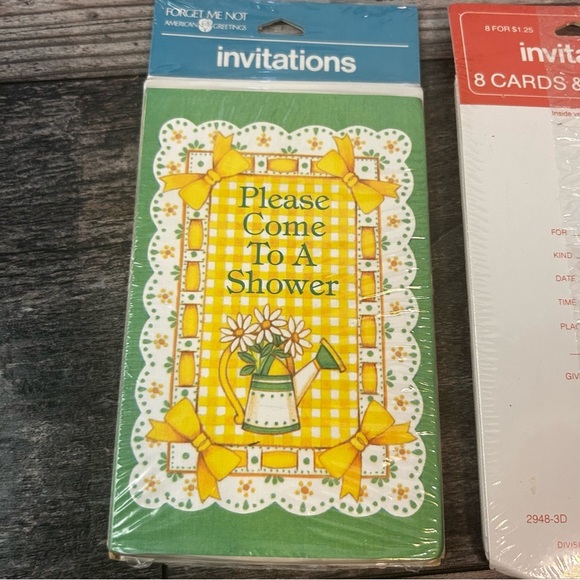 FORGET ME NOT
AMERICAN GREETINGS
invitations
Please
Come
To A
Shower
8 FOR $1.25
8 CARDS &
FOR
KIND
DATE
TIME
2948-3D